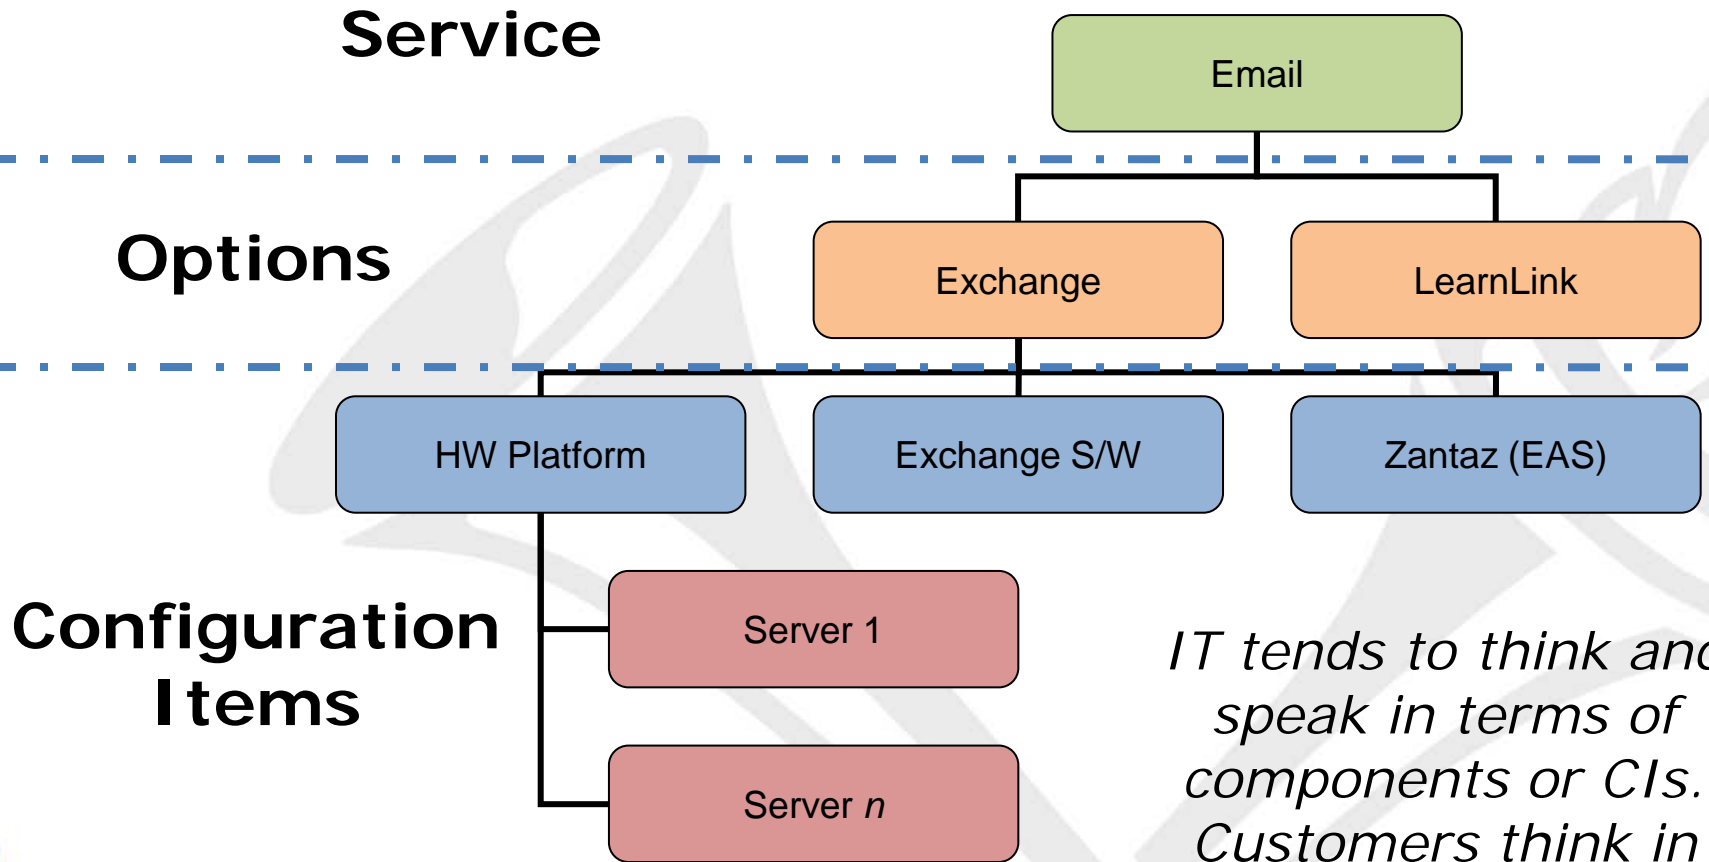 Service
Email
Options
Exchange
LearnLink
HW Platform
Exchange S/W
Zantaz (EAS)
Configuration
Items
Server 1
Server n
IT tends to think and
speak in terms of
components or CIs.
Customers think in